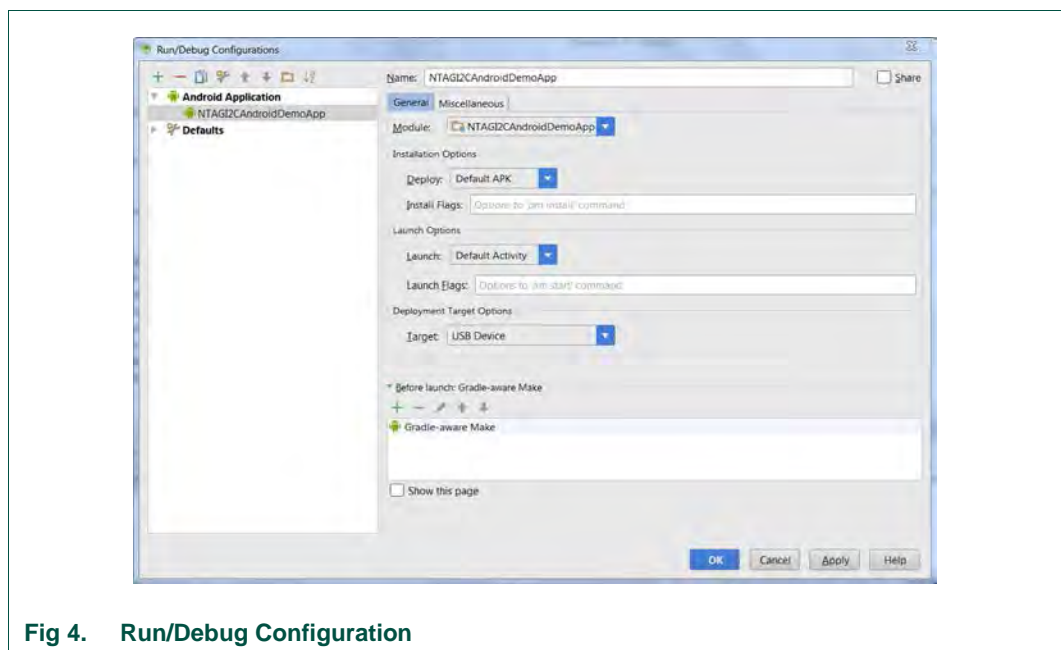 Run/Debug Configurations
Name: NTAGI2CAndroidDemoApp
Share
Android Application
NTAGI2CAndroidDemoApp
Defaults
General Miscellaneous
Module: NTAGI2CAndroidDemoApp
Installation Options
Deploy: Default APK
Install Flags: Options to 'pm install' command
Launch Options
Launch: Default Activity
Launch Flags: Options to 'am start' command
Deployment Target Options
Target: USB Device
Before launch: Gradle-aware Make
Gradle-aware Make
Show this page
OK Cancel Apply Help
Fig 4. Run/Debug Configuration